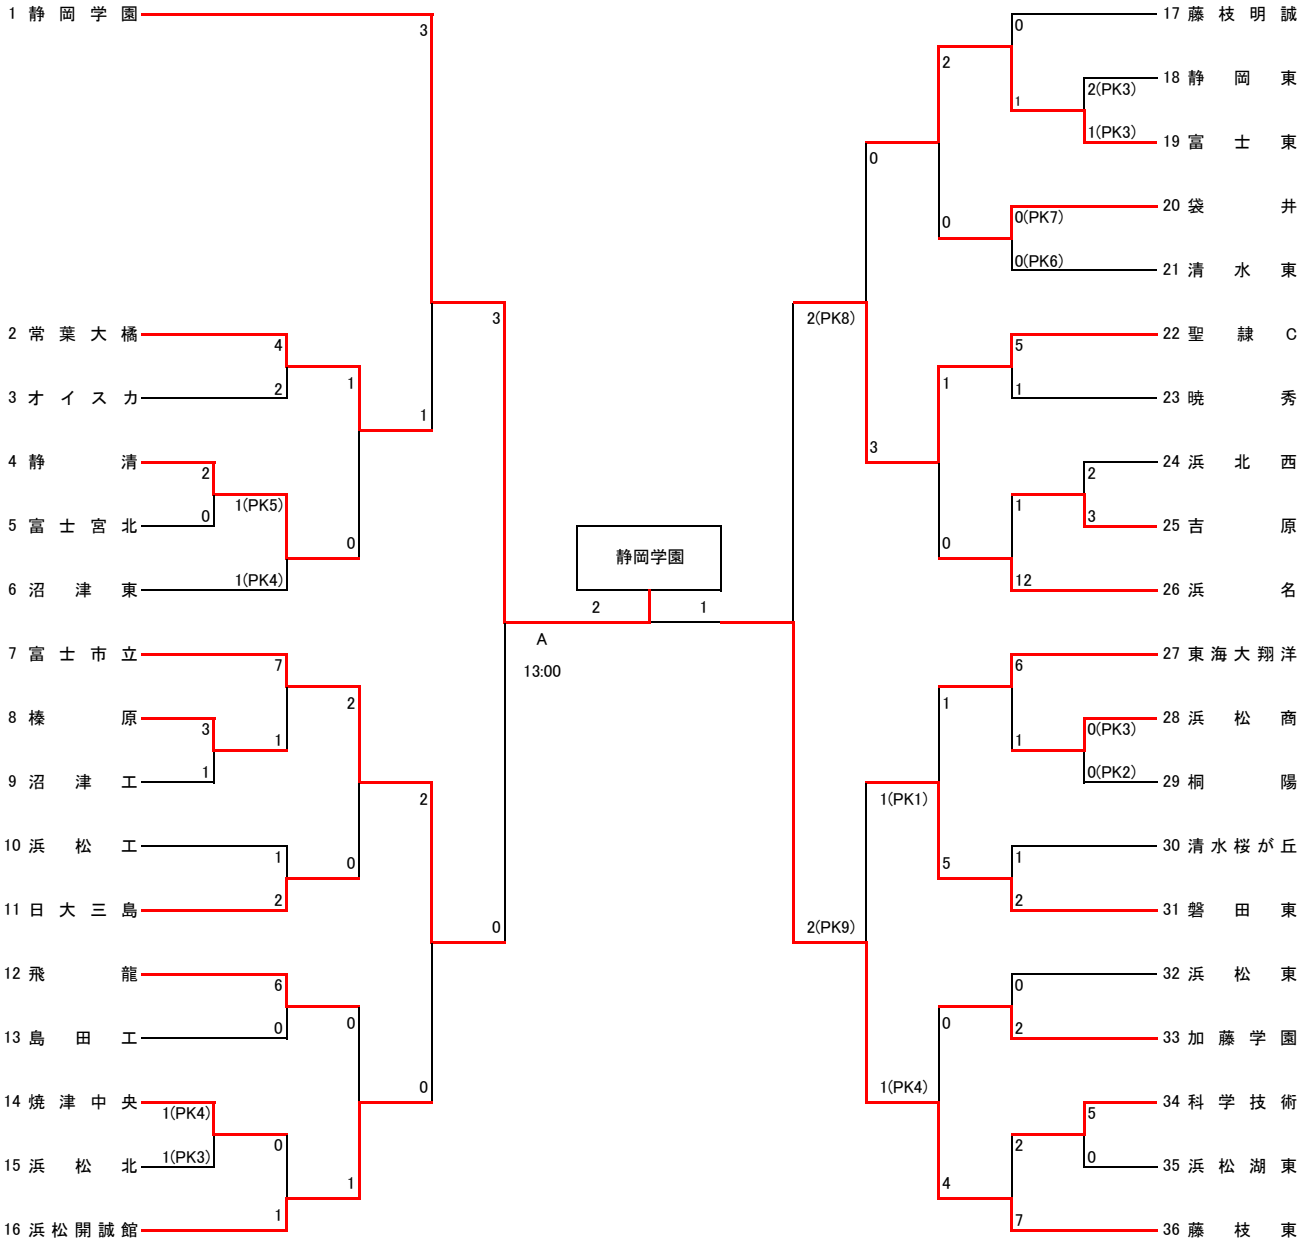 1 静岡学園
3
2 常葉大橘
4
3 オイスカ
2
1
1
4 静清
2
5 富士宮北
0
1(PK5)
6 沼津東
1(PK4)
0
3
7 富士市立
7
8 榛原
3
9 沼津工
1
1
2
10 浜松工
1
11 日大三島
2
0
2
0
12 飛龍
6
13 島田工
0
0
14 焼津中央
1(PK4)
15 浜松北
1(PK3)
0
16 浜松開誠館
1
1
0
静岡学園
2
1
A
13:00
17 藤枝明誠
0
18 静岡東
2(PK3)
19 富士東
1(PK3)
1
2
20 袋井
0(PK7)
21 清水東
0(PK6)
0
0
22 聖隷C
5
23 暁秀
1
1
24 浜北西
2
25 吉原
3
1
26 浜名
12
0
3
2(PK8)
27 東海大翔洋
6
28 浜松商
0(PK3)
29 桐陽
0(PK2)
1
1
30 清水桜が丘
1
31 磐田東
2
5
1(PK1)
2(PK9)
32 浜松東
0
33 加藤学園
2
0
34 科学技術
5
35 浜松湖東
0
2
36 藤枝東
7
4
1(PK4)